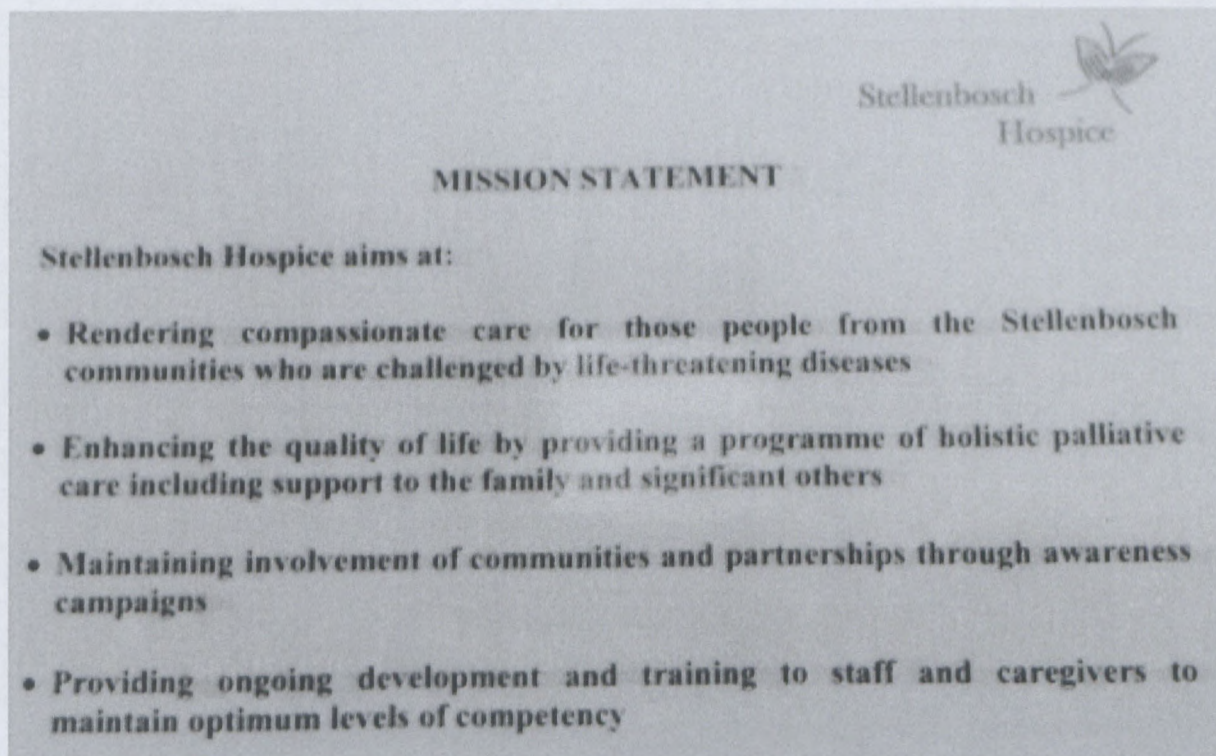 Stellenbosch
Hospice
MISSION STATEMENT
Stellenbosch Hospice aims at:
• Rendering compassionate care for those people from the Stellenbosch
communities who are challenged by life-threatening diseases
• Enhancing the quality of life by providing a programme of holistic palliative
care including support to the family and significant others
• Maintaining involvement of communities and partnerships through awareness
campaigns
• Providing ongoing development and training to staff and caregivers to
maintain optimum levels of competency